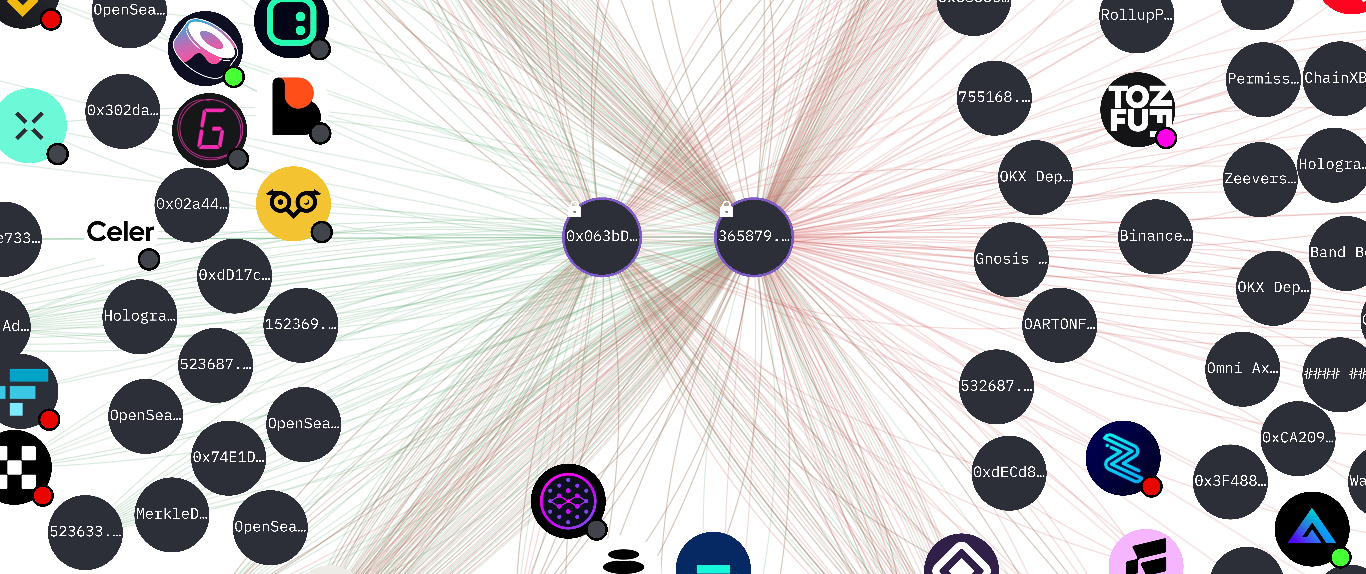 OpenSea…
RollupP…
0x302da…
755168.…
TOZ
FU.
Permiss…
ChainXB
OKX Dep…
Hologra…
Zeevers…
0x02a44…
e733…
Celer
0x063bD…
365879.…
Binance…
Gnosis …
Band B
0xdD17c…
OKX Dep…
Hologra…
152369.…
Ad…
OARTONF…
523687.…
Omni Ax…
#### ##
532687.…
OpenSea…
OpenSea…
0xCA209…
0x74E1D…
0xdECd8…
0x3F488…
Wa
MerkleD…
523633.…
OpenSea…